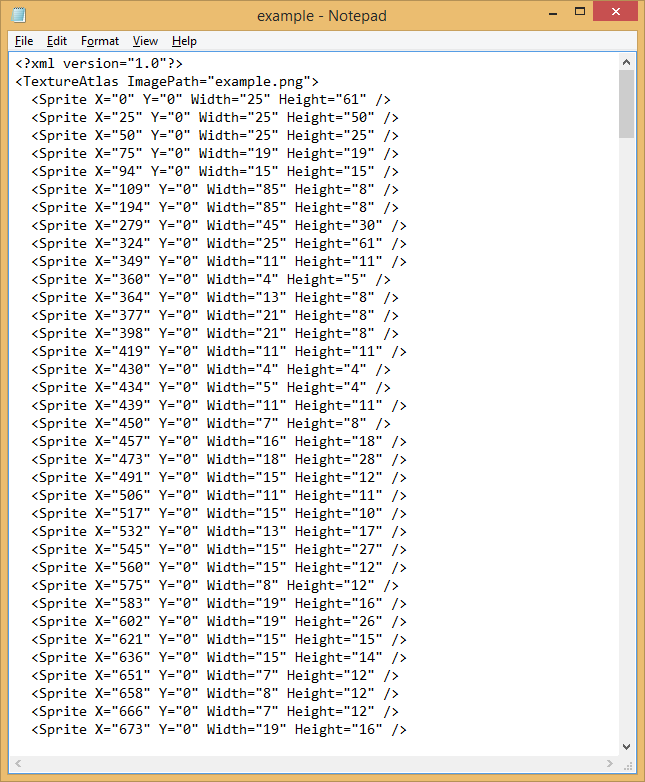 example - Notepad
File Edit Format View Help
<?xml version="1.0"?>
<TextureAtlas ImagePath="example.png">
  <Sprite X="0" Y="0" Width="25" Height="61" />
  <Sprite X="25" Y="0" Width="25" Height="50" />
  <Sprite X="50" Y="0" Width="25" Height="25" />
  <Sprite X="75" Y="0" Width="19" Height="19" />
  <Sprite X="94" Y="0" Width="15" Height="15" />
  <Sprite X="109" Y="0" Width="85" Height="8" />
  <Sprite X="194" Y="0" Width="85" Height="8" />
  <Sprite X="279" Y="0" Width="45" Height="30" />
  <Sprite X="324" Y="0" Width="25" Height="61" />
  <Sprite X="349" Y="0" Width="11" Height="11" />
  <Sprite X="360" Y="0" Width="4" Height="5" />
  <Sprite X="364" Y="0" Width="13" Height="8" />
  <Sprite X="377" Y="0" Width="21" Height="8" />
  <Sprite X="398" Y="0" Width="21" Height="8" />
  <Sprite X="419" Y="0" Width="11" Height="11" />
  <Sprite X="430" Y="0" Width="4" Height="4" />
  <Sprite X="434" Y="0" Width="5" Height="4" />
  <Sprite X="439" Y="0" Width="11" Height="11" />
  <Sprite X="450" Y="0" Width="7" Height="8" />
  <Sprite X="457" Y="0" Width="16" Height="18" />
  <Sprite X="473" Y="0" Width="18" Height="28" />
  <Sprite X="491" Y="0" Width="15" Height="12" />
  <Sprite X="506" Y="0" Width="11" Height="11" />
  <Sprite X="517" Y="0" Width="15" Height="10" />
  <Sprite X="532" Y="0" Width="13" Height="17" />
  <Sprite X="545" Y="0" Width="15" Height="27" />
  <Sprite X="560" Y="0" Width="15" Height="12" />
  <Sprite X="575" Y="0" Width="8" Height="12" />
  <Sprite X="583" Y="0" Width="19" Height="16" />
  <Sprite X="602" Y="0" Width="19" Height="26" />
  <Sprite X="621" Y="0" Width="15" Height="15" />
  <Sprite X="636" Y="0" Width="15" Height="14" />
  <Sprite X="651" Y="0" Width="7" Height="12" />
  <Sprite X="658" Y="0" Width="8" Height="12" />
  <Sprite X="666" Y="0" Width="7" Height="12" />
  <Sprite X="673" Y="0" Width="19" Height="16" />